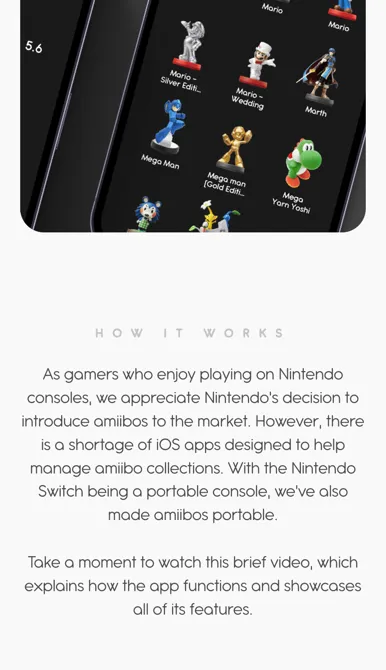 Mario
Mario
5.6
Mario -
Silver Editi...
Mario -
Wedding
Marth
Mega Man
Mega man
(Gold Editi...
Mega
Yarn Yoshi
HOW IT WORKS
As gamers who enjoy playing on Nintendo
consoles, we appreciate Nintendo's decision to
introduce amiibos to the market. However, there
is a shortage of iOS apps designed to help
manage amiibo collections. With the Nintendo
Switch being a portable console, we've also
made amiibos portable.
Take a moment to watch this brief video, which
explains how the app functions and showcases
all of its features.